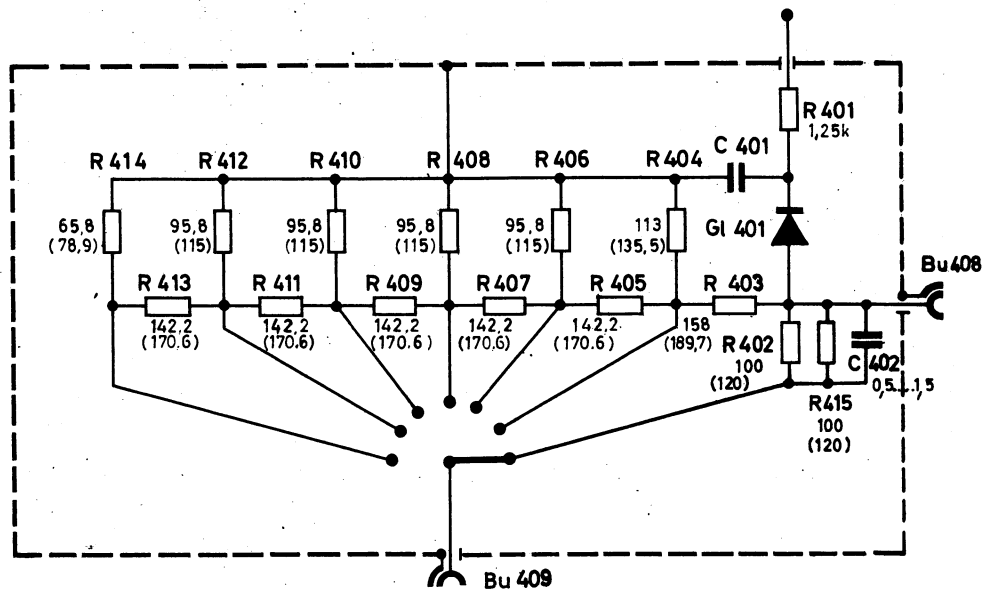 R 401
1,25k
C 401
R 414
R 412
R 410
R 408
R 406
R 404
65,8
(78,9)
95,8
(115)
95,8
(115)
95,8
(115)
95,8
(115)
113
(135,5)
Gl 401
Bu 408
R 413
R 411
R 409
R 407
R 405
R 403
142,2
(170.6)
142,2
(170.6)
142,2
(170.6)
142,2
(170.6)
142,2
(170.6)
158
(189,7)
R 402
100
(120)
C 402
0,5....1,5
R415
100
(120)
Bu 409